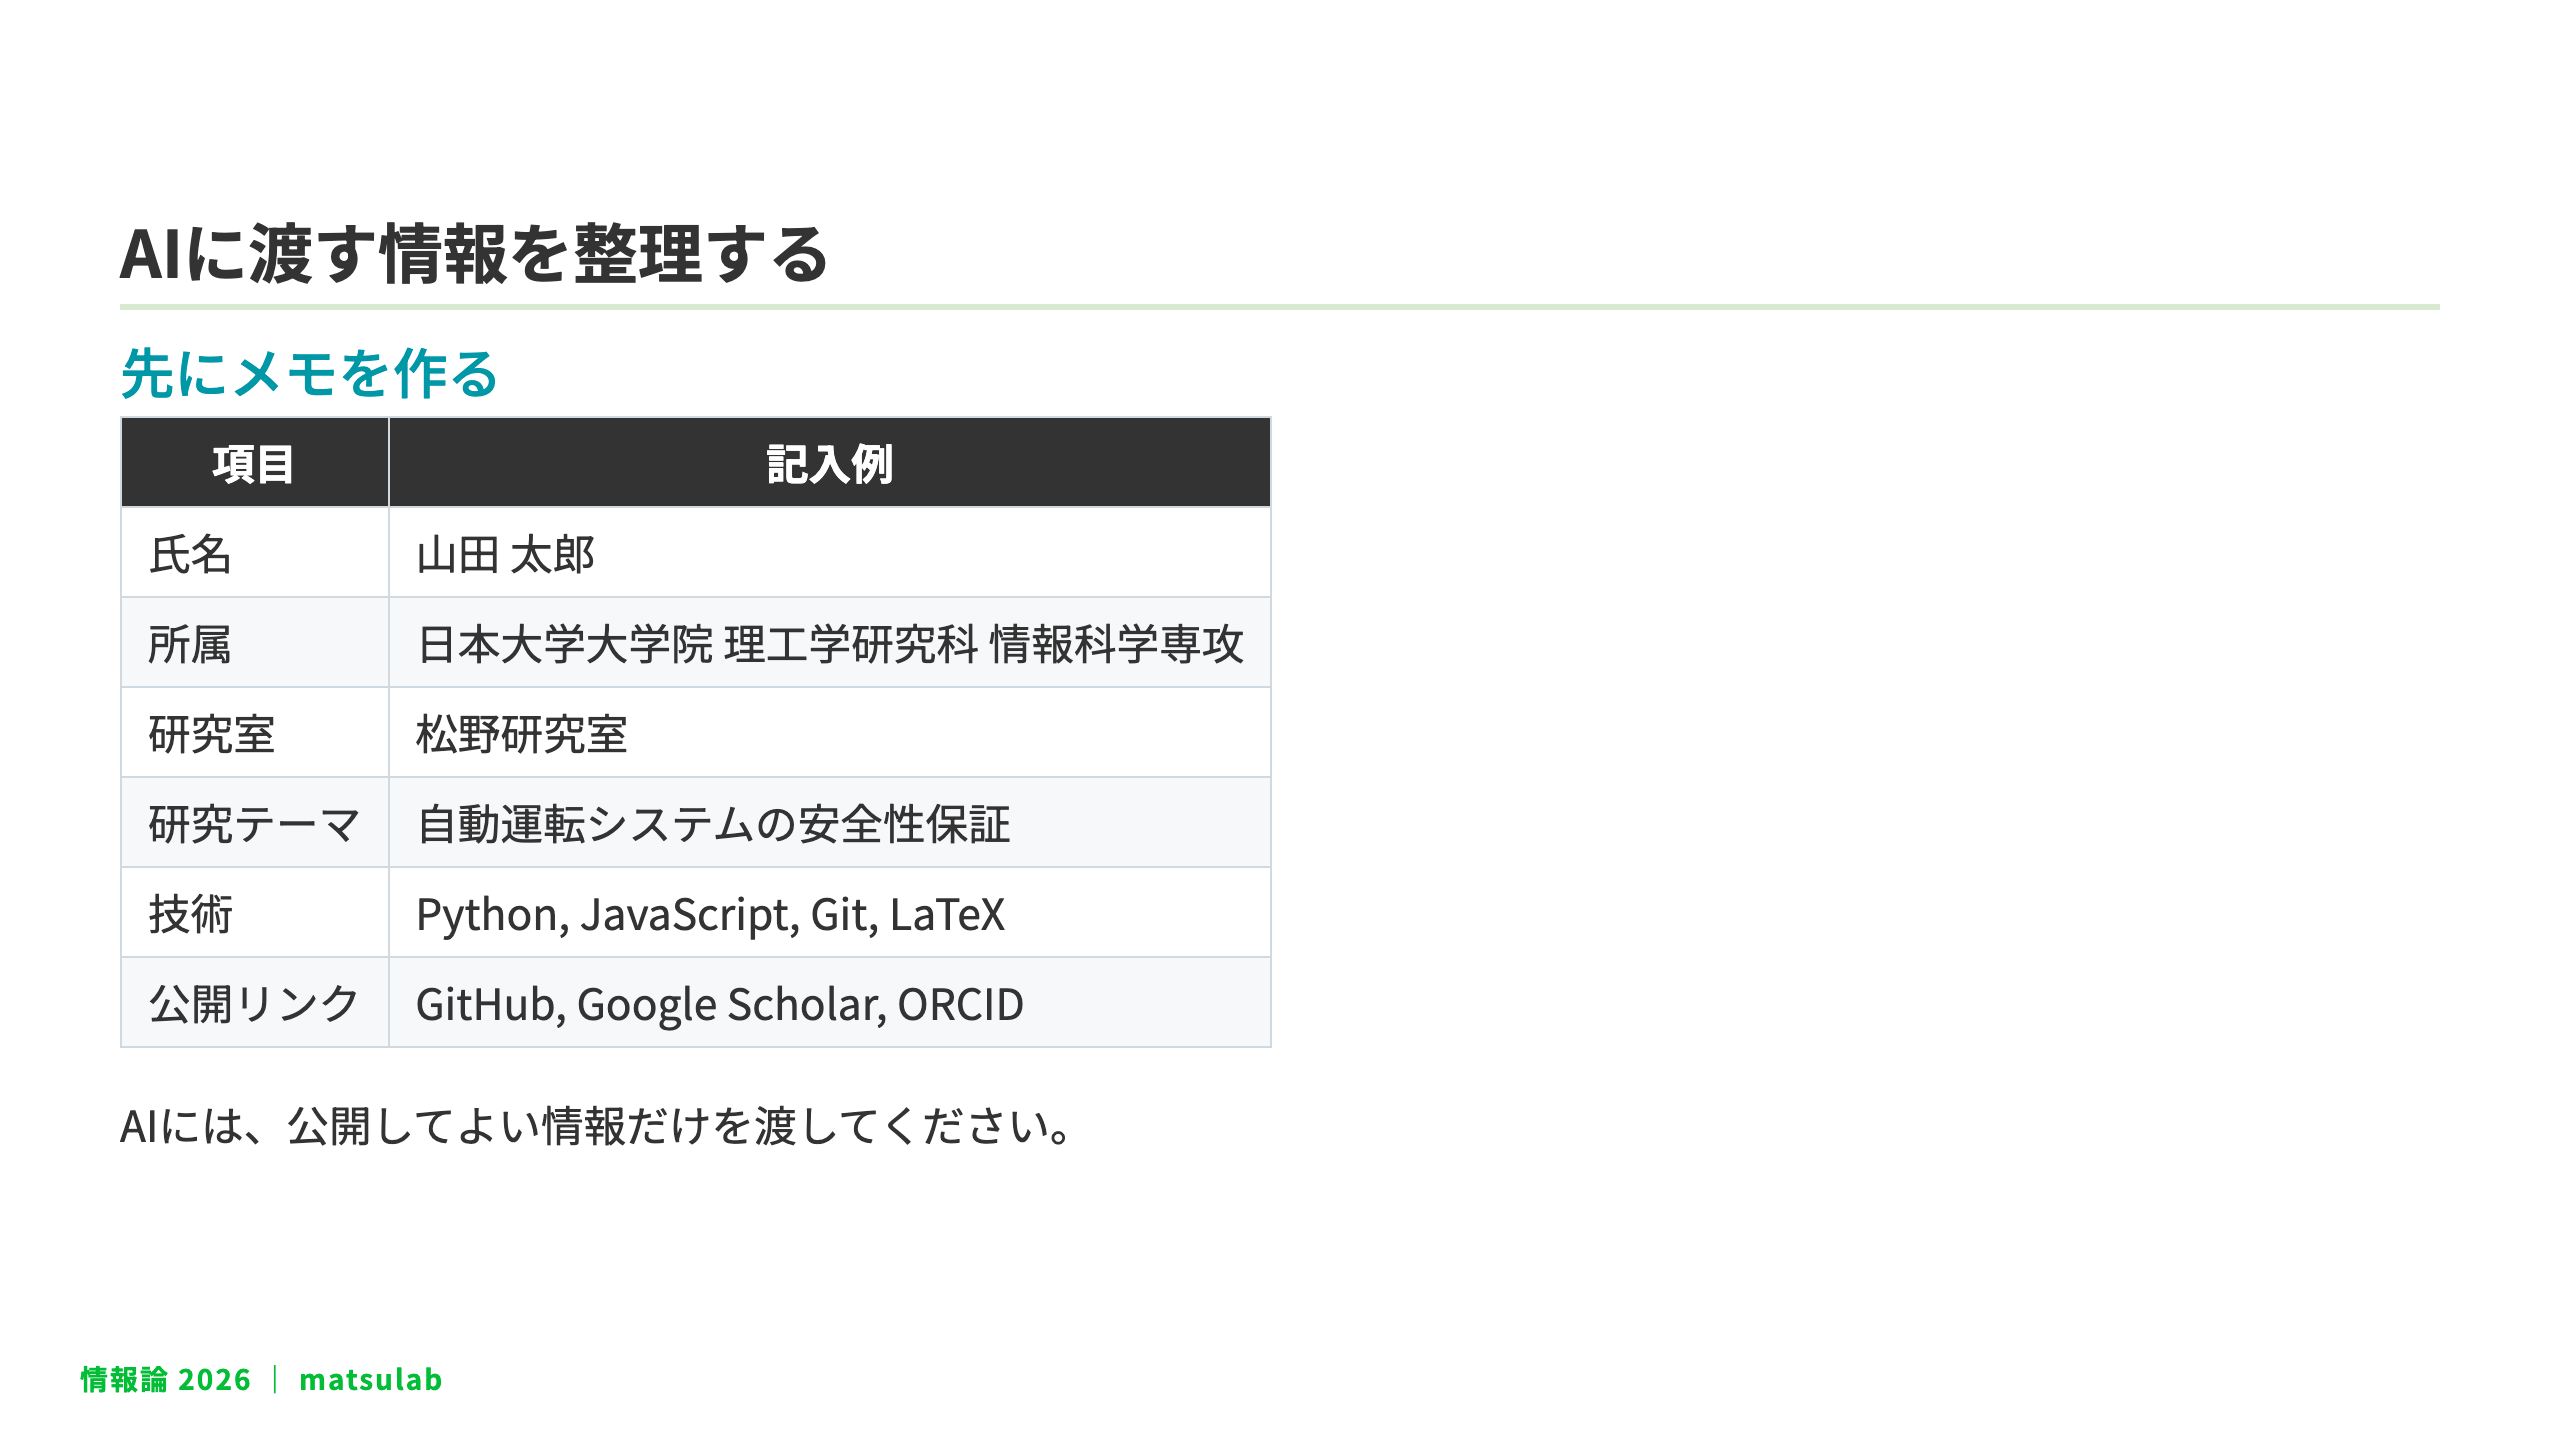 AIに渡す情報を整理する
先にメモを作る
項目 記入例
氏名 山田 太郎
所属 日本大学大学院 理工学研究科 情報科学専攻
研究室 松野研究室
研究テーマ 自動運転システムの安全性保証
技術 Python, JavaScript, Git, LaTeX
公開リンク GitHub, Google Scholar, ORCID
AIには、公開してよい情報だけを渡してください。
情報論 2026 ｜ matsulab